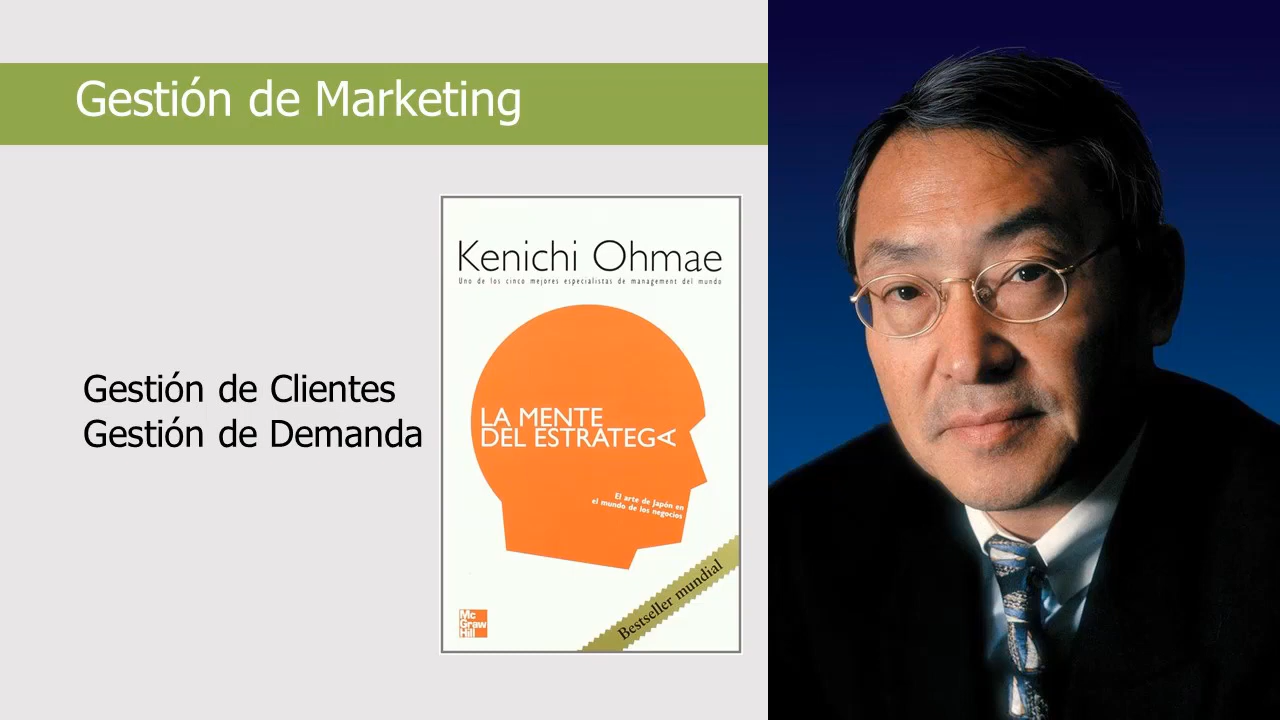 Gestión de Marketing
Gestión de Clientes
Gestión de Demanda
Kenichi Ohmae
Uno de los cinco mejores especialistas de management del mundo
LA MENTE
DEL ESTRATEGA
El arte de Japón en
el mundo de los negocios
Bestseller mundial
Mc
Graw
Hill